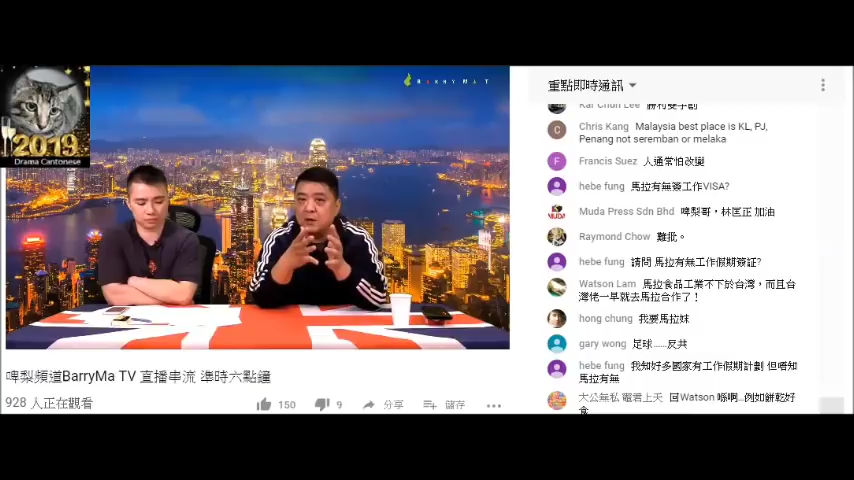 2019
Drama Cantonese
BARRYMAT
啤梨頻道BarryMa TV 直播串流 準時六點鐘
928 人正在觀看
150
9
分享
儲存
重點即時通訊
Kar Chun Lee 勝利雙手劃
Chris Kang Malaysia best place is KL, PJ,
Penang not seremban or melaka
Francis Suez 人通常怕改變
hebe fung 馬拉有無簽工作VISA?
Muda Press Sdn Bhd 啤梨哥，林匡正 加油
Raymond Chow 難批。
hebe fung 請問 馬拉有無工作假期簽証?
Watson Lam 馬拉食品工業不下於台灣，而且台
灣佬一早就去馬拉合作了！
hong chung 我要馬拉妹
gary wong 足球......反共
hebe fung 我知好多國家有工作假期計劃 但唔知
馬拉有無
大公無私 竈君上天 回Watson 喺啊...例如餅乾好
食